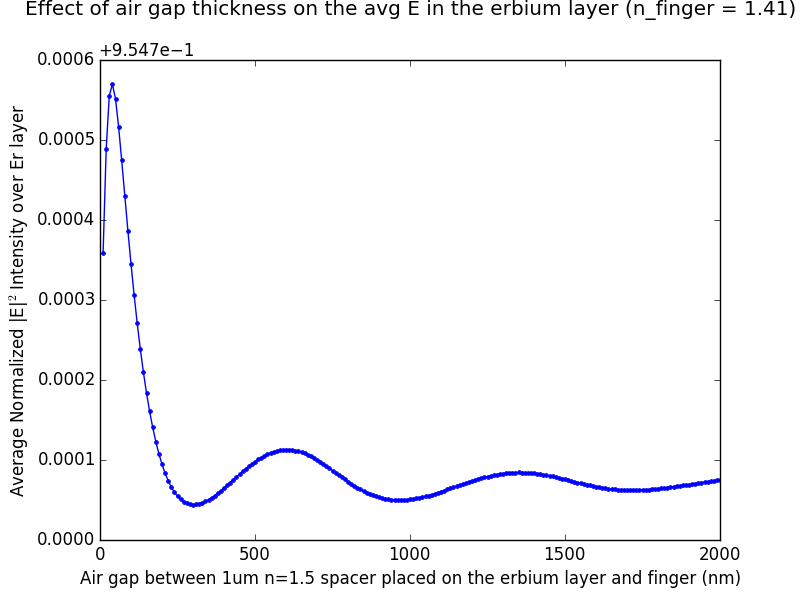 Effect of air gap thickness on the avg E in the erbium layer (n_finger = 1.41)
+9.547e−1
0.0006
0.0005
0.0004
0.0003
0.0002
0.0001
0.0000
Average Normalized |E|² Intensity over Er layer
0 500 1000 1500 2000
Air gap between 1um n=1.5 spacer placed on the erbium layer and finger (nm)